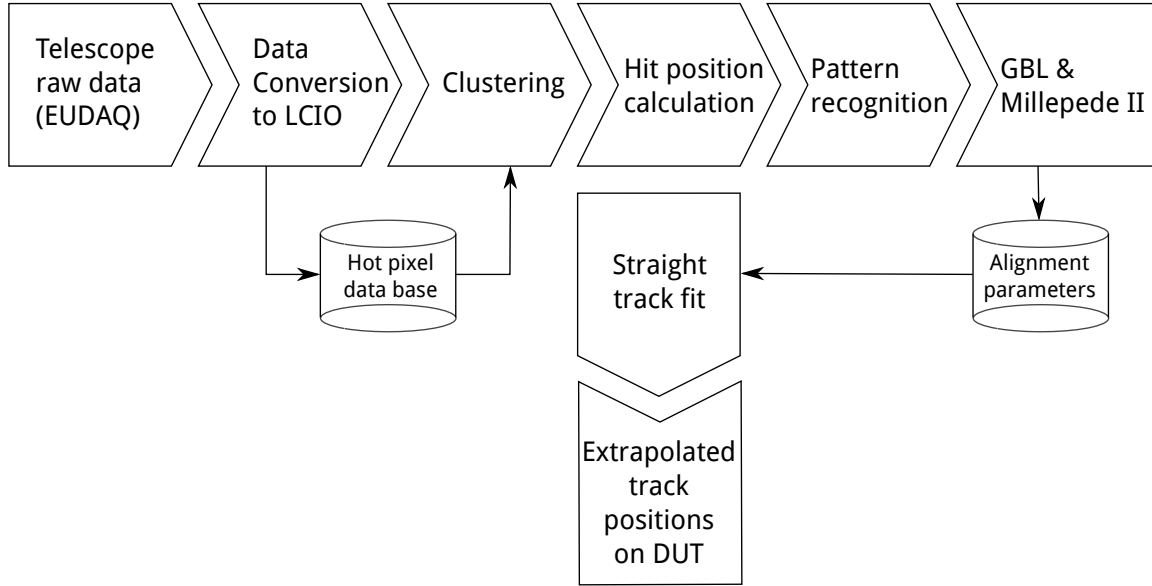 Telescope
raw data
(EUDAQ)
Data
Conversion
to LCIO
Clustering
Hit position
calculation
Pattern
recognition
GBL &
Millepede II
Hot pixel
data base
Straight
track fit
Alignment
parameters
Extrapolated
track
positions
on DUT